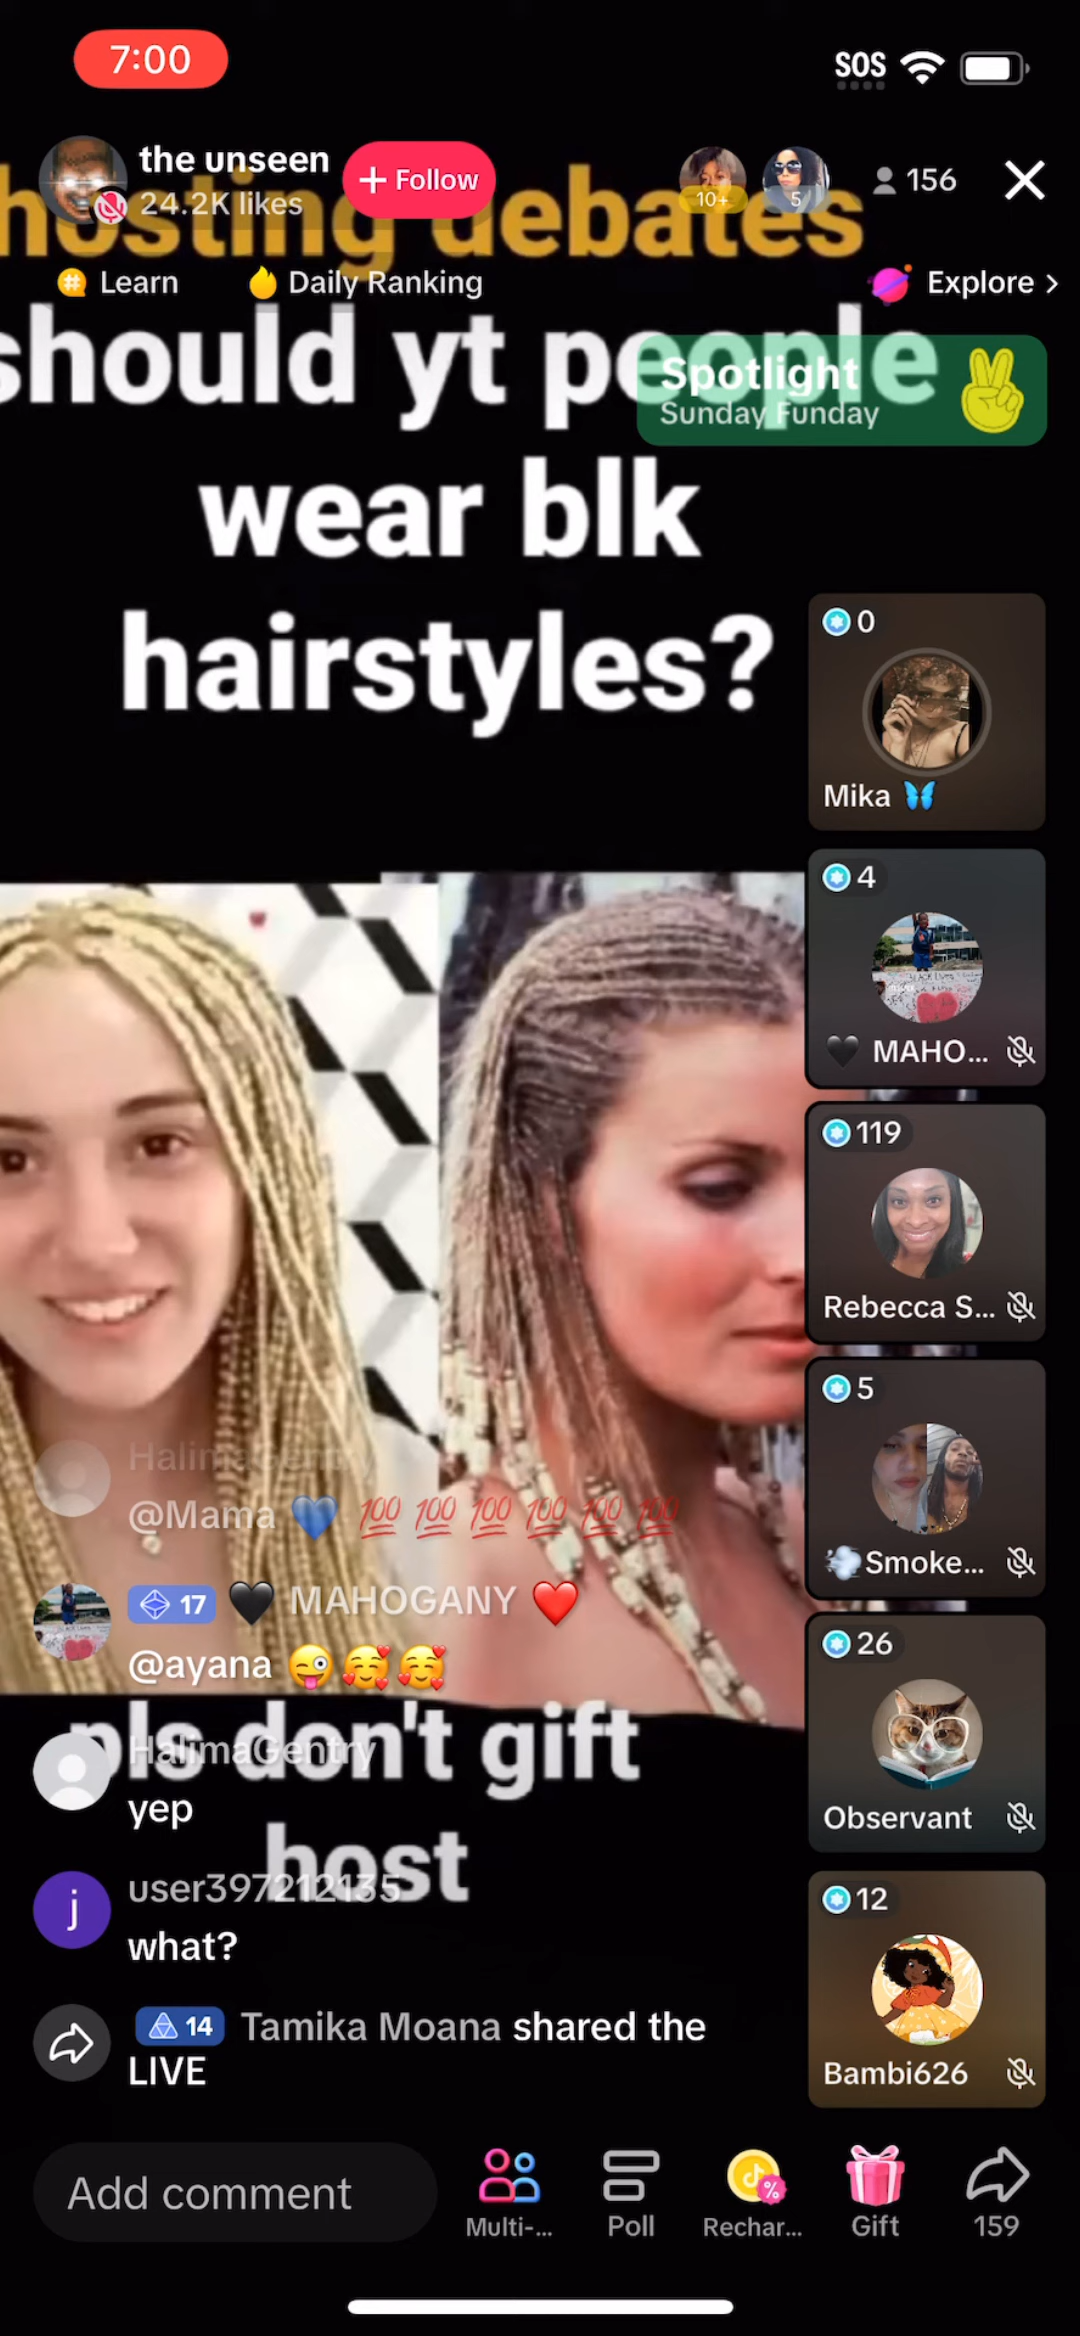 7:00
SOS
the unseen
24.2K likes
+ Follow
10+
5
156
hosting debates
Learn
Daily Ranking
Explore >
should yt people
Spotlight
Sunday Funday
wear blk
hairstyles?
0
Mika 🦋
4
🖤 MAHO...
119
Rebecca S...
5
💨Smoke...
26
Observant
12
Bambi626
HalimaGentry
@Mama 💙 💯 💯 💯 💯 💯 💯
17 🖤 MAHOGANY ❤️
@ayana 😜🥰🥰
pls don't gift
host
HalimaGentry
yep
j
user397212135
what?
14 Tamika Moana shared the
LIVE
Add comment
Multi-...
Poll
Rechar...
Gift
159